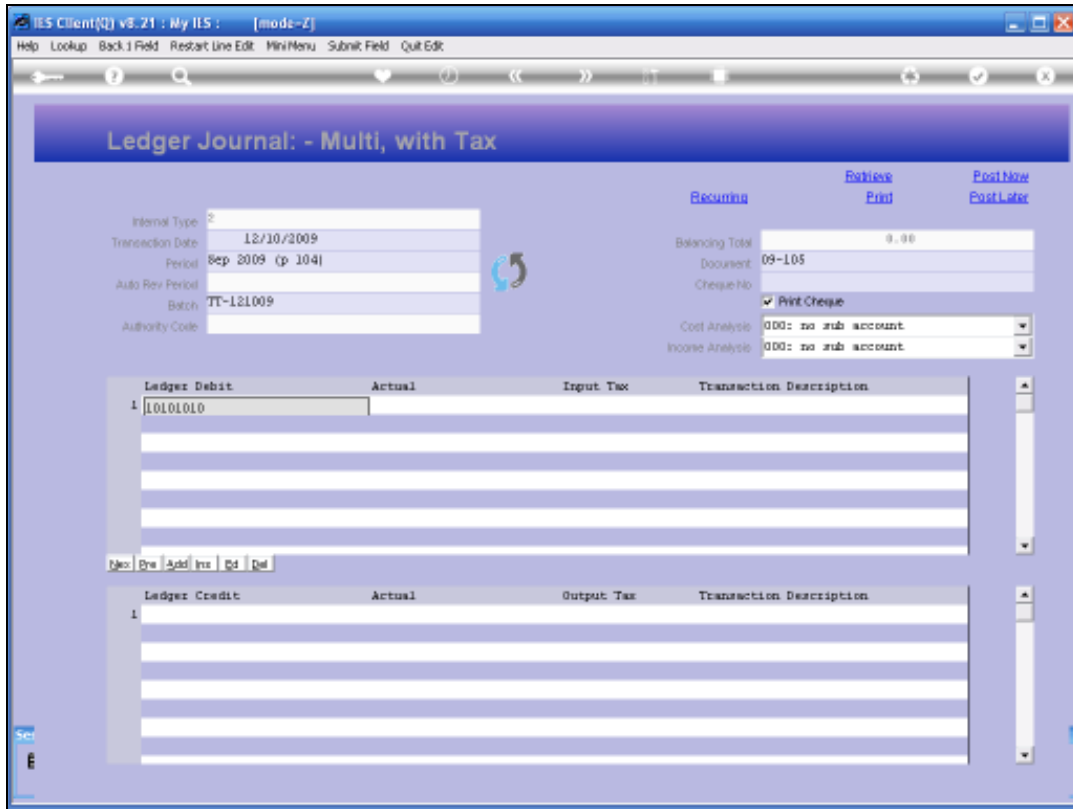 IES Client(Q) v8.21 : My IES : [mode-Z]
Help Lookup Back 1 Field Restart Line Edit MiniMenu Submit Field Quit Edit
Ledger Journal: - Multi, with Tax
Retrieve Post Now
Recurring Print Post Later
Internal Type 2
Transaction Date 12/10/2009 Balancing Total 0.00
Period Sep 2009 (p 104) Document 09-105
Auto Rev Period Cheque No
Batch TT-121009 Print Cheque
Authority Code Cost Analysis 000: no sub account
Income Analysis 000: no sub account
Ledger Debit Actual Input Tax Transaction Description
1 10101010
Nex Pre Add Ins Ed Del
Ledger Credit Actual Output Tax Transaction Description
1